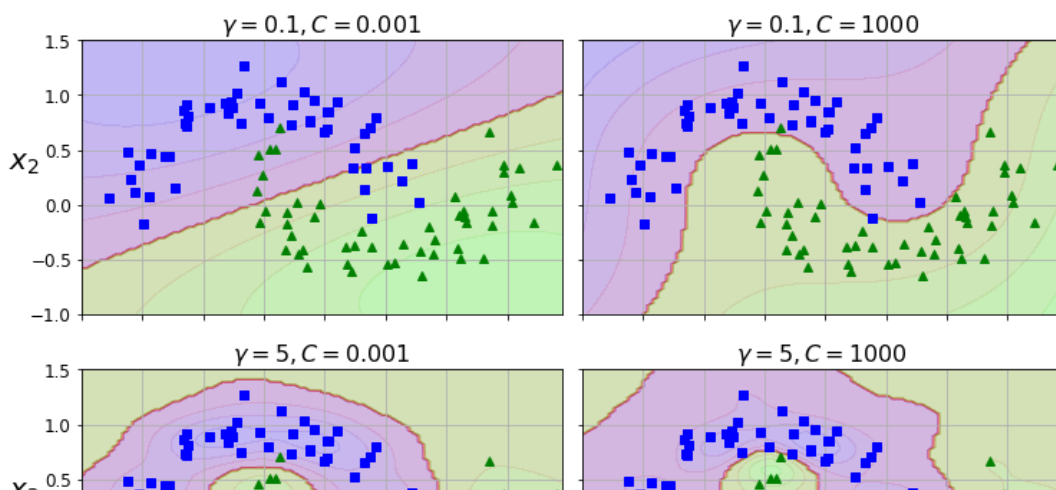 γ = 0.1, C = 0.001
γ = 0.1, C = 1000
1.5
1.0
0.5
0.0
−0.5
−1.0
x₂
γ = 5, C = 0.001
γ = 5, C = 1000
1.5
1.0
0.5